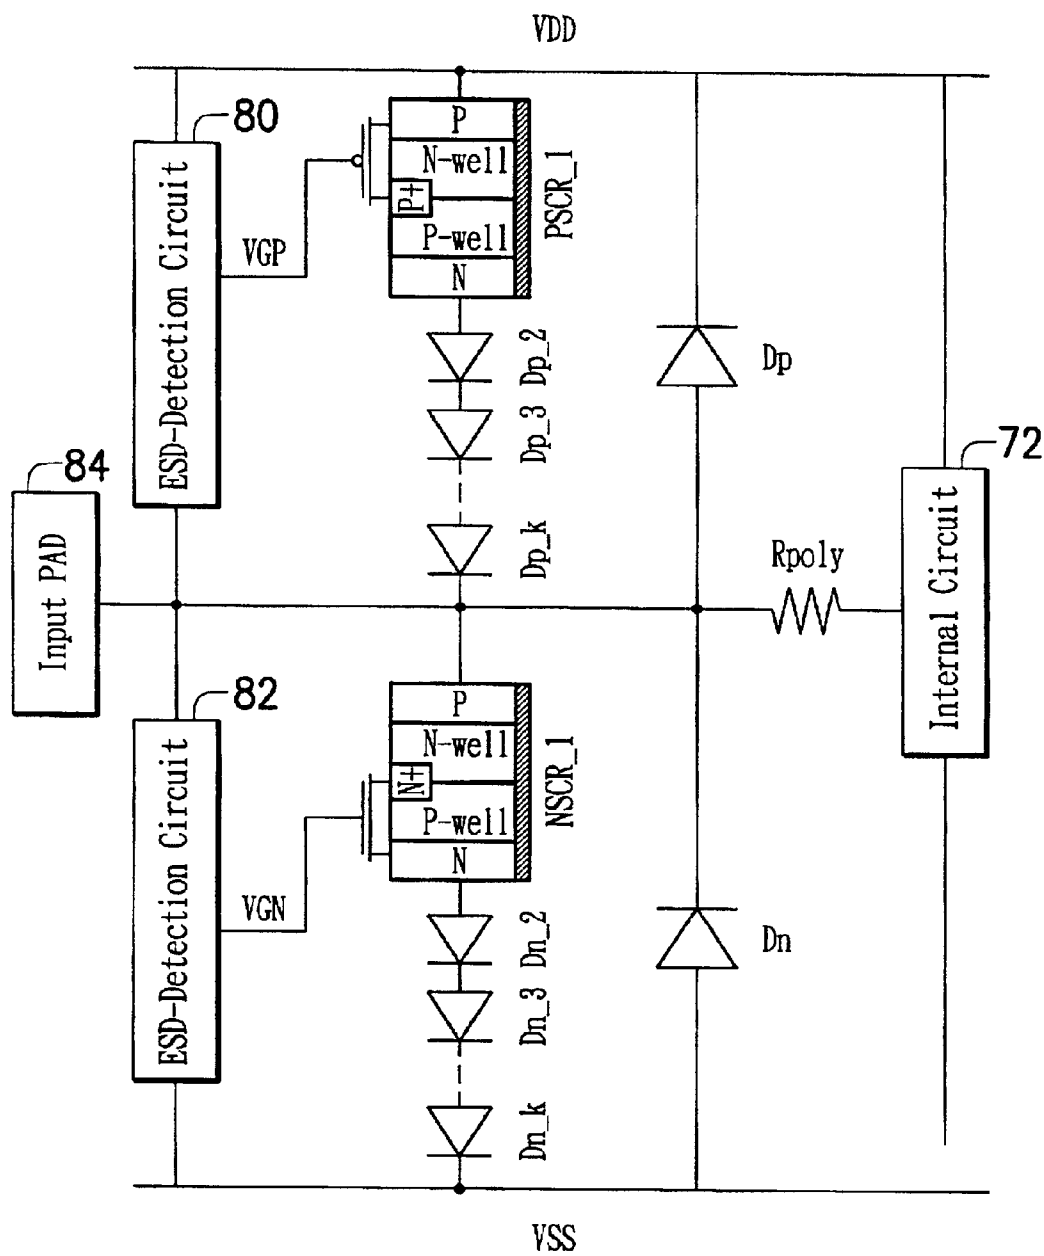 VDD
80
ESD-Detection Circuit
VGP
P
N-well
P+
P-well
N
PSCR_1
Dp_2
Dp_3
Dp_k
Dp
84
Input PAD
72
Internal Circuit
Rpoly
82
ESD-Detection Circuit
VGN
P
N-well
N+
P-well
N
NSCR_1
Dn_2
Dn_3
Dn_k
Dn
VSS